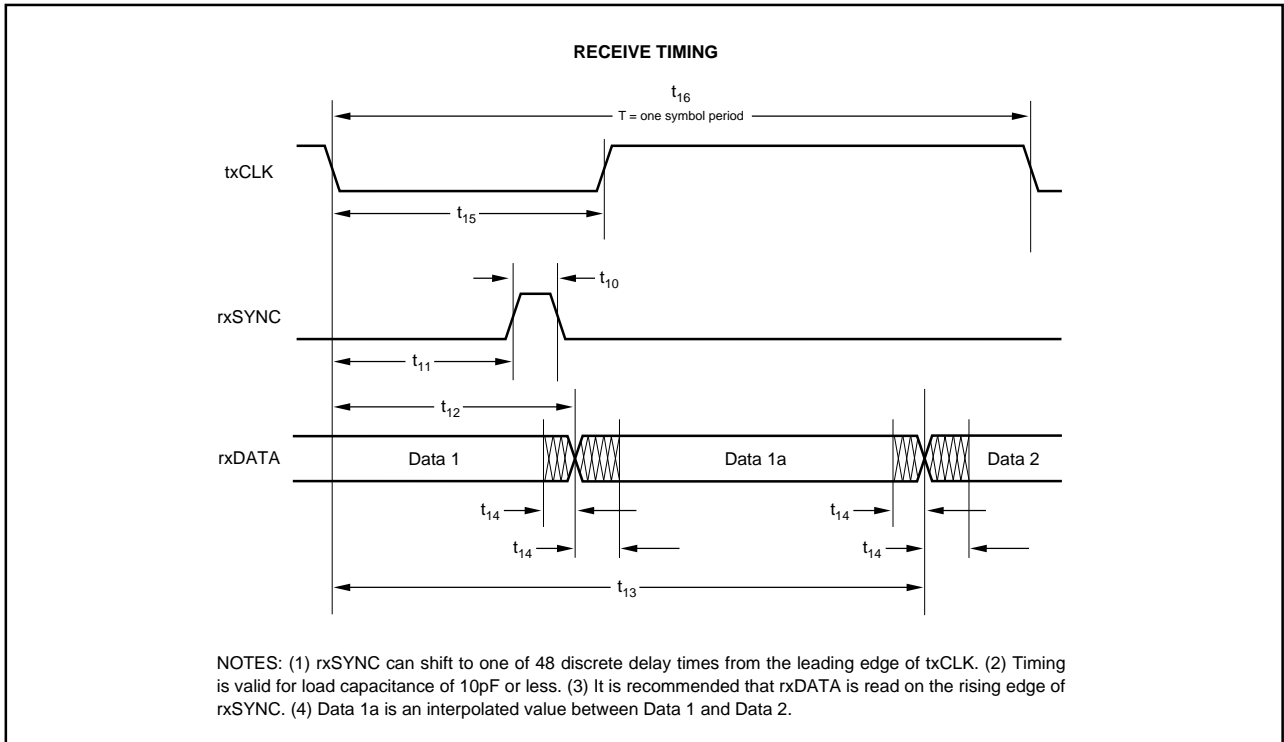 RECEIVE TIMING
t16
T = one symbol period
txCLK
t15
t10
rxSYNC
t11
t12
rxDATA
Data 1
Data 1a
Data 2
t14
t14
t14
t14
t13
NOTES: (1) rxSYNC can shift to one of 48 discrete delay times from the leading edge of txCLK. (2) Timing
is valid for load capacitance of 10pF or less. (3) It is recommended that rxDATA is read on the rising edge of
rxSYNC. (4) Data 1a is an interpolated value between Data 1 and Data 2.